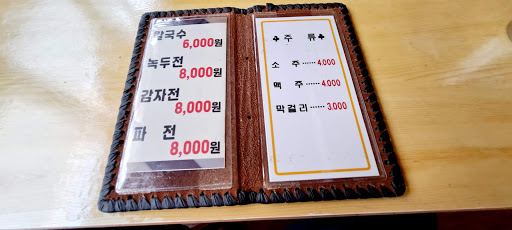 칼국수
6,000원
녹두전
8,000원
감자전
8,000원
파 전
8,000원
♣ 주 류 ♣
소 주 ······ 4,000
맥 주 ······ 4,000
막걸리 ······ 3,000